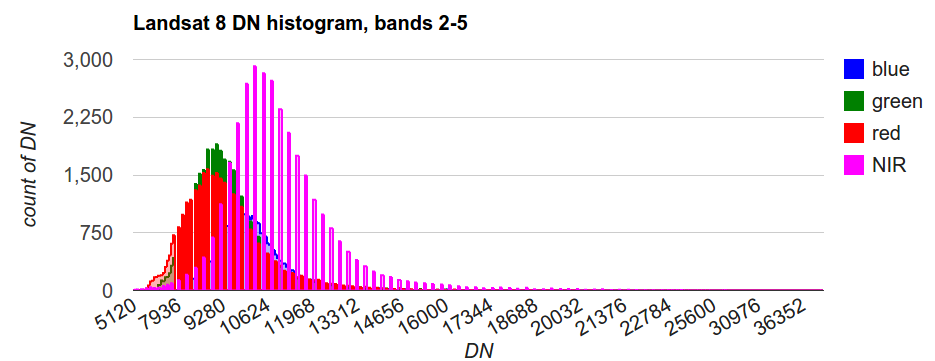 Landsat 8 DN histogram, bands 2-5
3,000
2,250
1,500
750
0
count of DN
5120 7936 9280 10624 11968 13312 14656 16000 17344 18688 20032 21376 22784 25600 30976 36352
DN
blue
green
red
NIR